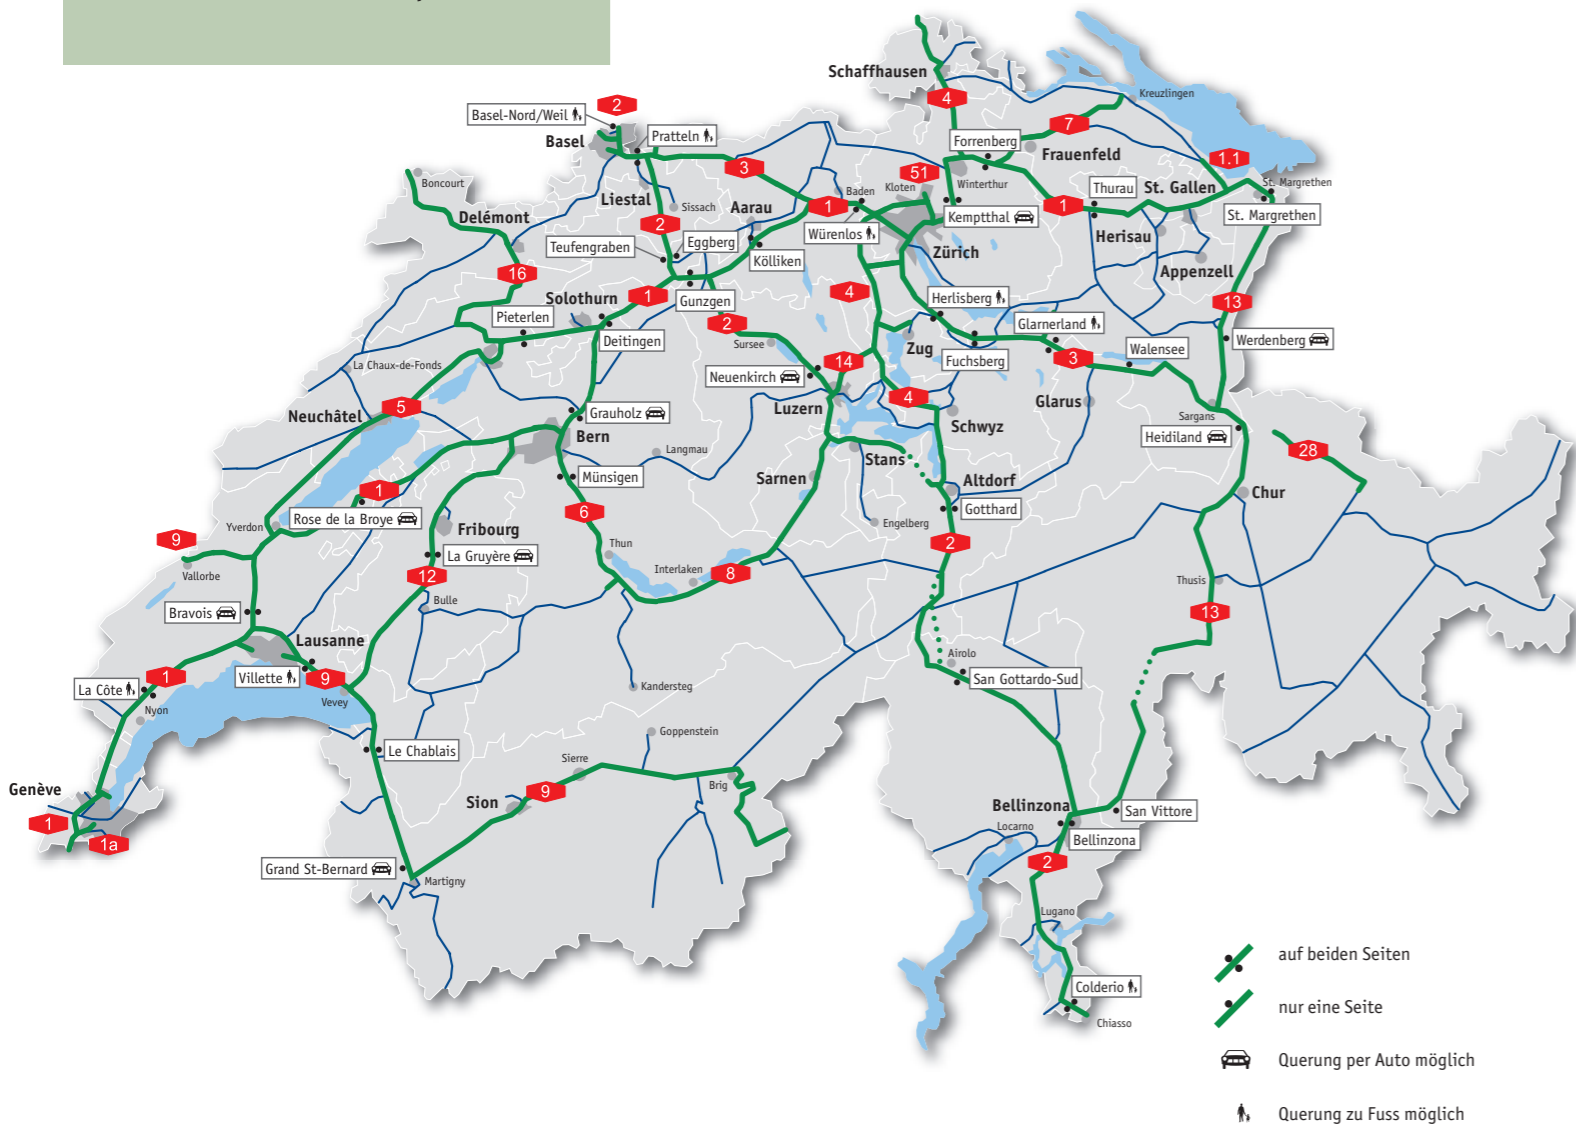 Schaffhausen
4
Kreuzlingen
2
Basel-Nord/Weil
Basel
Pratteln
7
Forrenberg
Frauenfeld
3
51
1.1
Boncourt
Baden
Kloten
Winterthur
Thurau
St. Gallen
St. Margrethen
Liestal
Sissach
Aarau
1
Kemptthal
1
St. Margrethen
Delémont
2
Würenlos
Herisau
Teufengraben
Eggberg
Zürich
Kölliken
Appenzell
16
Solothurn
1
Gunzgen
4
Herlisberg
13
Pieterlen
2
Glarnerland
Deitingen
Sursee
Zug
Fuchsberg
Werdenberg
La Chaux-de-Fonds
14
3
Walensee
Neuenkirch
Neuchâtel
5
Grauholz
Luzern
4
Glarus
Sargans
Bern
Schwyz
Heidiland
Langmau
Stans
28
Münsigen
Sarnen
Altdorf
1
Chur
Rose de la Broye
6
Gotthard
Yverdon
Fribourg
Engelberg
9
La Gruyère
Thun
2
Vallorbe
12
Interlaken
8
Thusis
Bravois
Bulle
13
Lausanne
Airolo
1
Villette
9
San Gottardo-Sud
La Côte
Kandersteg
Vevey
Nyon
Goppenstein
Le Chablais
Sierre
Genève
9
Brig
Sion
Bellinzona
San Vittore
1
Locarno
1a
Bellinzona
2
Grand St-Bernard
Martigny
Lugano
auf beiden Seiten
Colderio
nur eine Seite
Chiasso
Querung per Auto möglich
Querung zu Fuss möglich